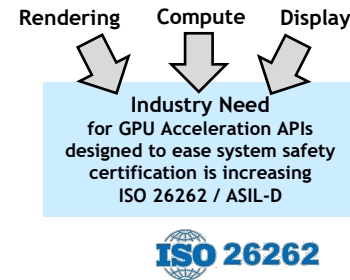 Rendering Compute Display
Industry Need
for GPU Acceleration APIs
designed to ease system safety
certification is increasing
ISO 26262 / ASIL-D
ISO 26262